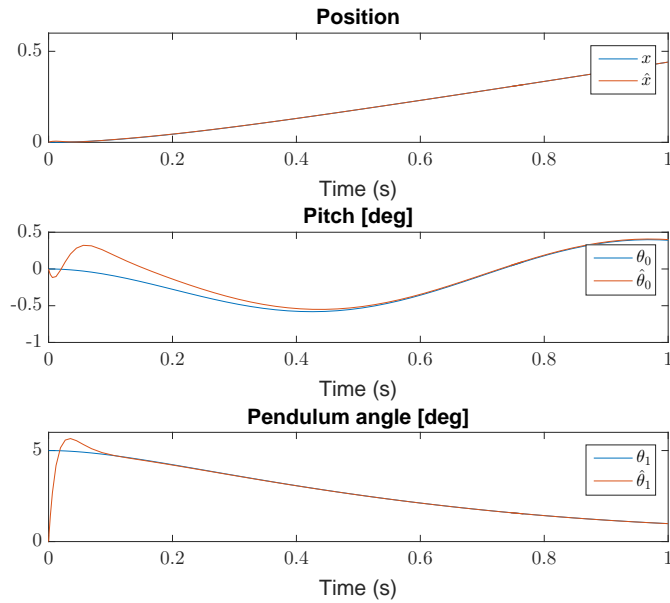 Position
0.5
0
x
x̂
0 0.2 0.4 0.6 0.8 1
Time (s)
Pitch [deg]
0.5
0
-0.5
-1
θ₀
θ̂₀
0 0.2 0.4 0.6 0.8 1
Time (s)
Pendulum angle [deg]
5
0
θ₁
θ̂₁
0 0.2 0.4 0.6 0.8 1
Time (s)